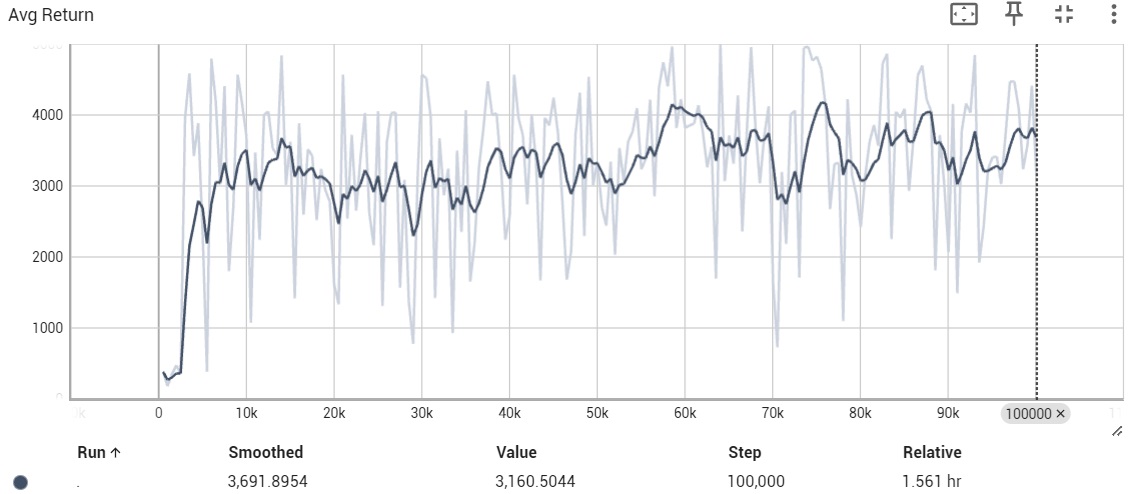 Avg Return
4000
3000
2000
1000
0 10k 20k 30k 40k 50k 60k 70k 80k 90k 100000 ×
Run ↑ Smoothed Value Step Relative
. 3,691.8954 3,160.5044 100,000 1.561 hr